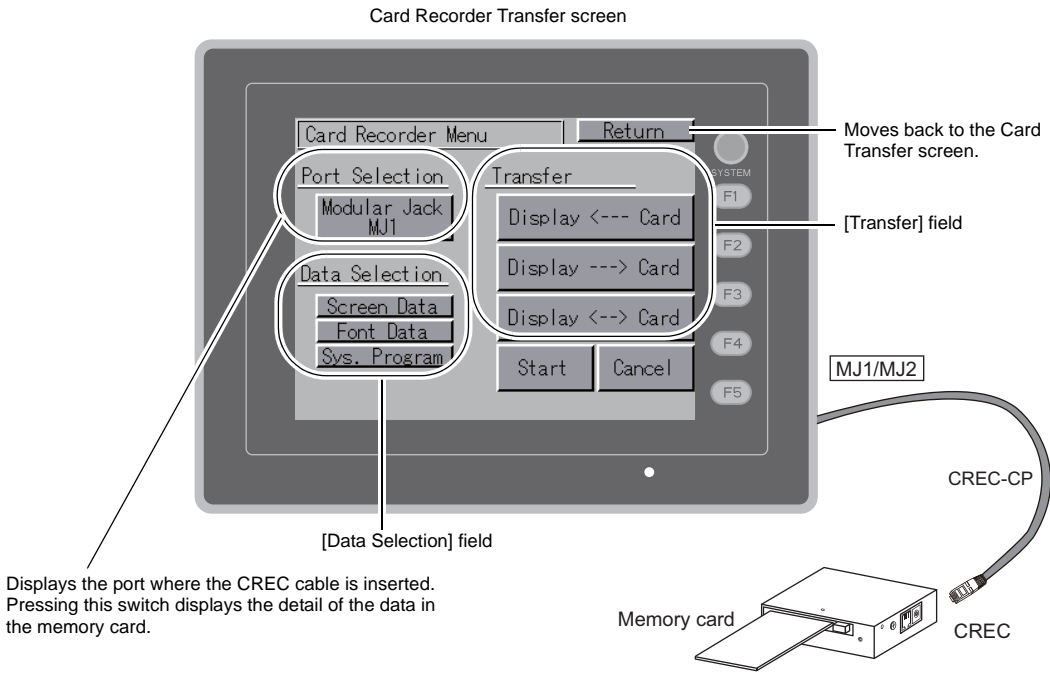 Card Recorder Transfer screen
Card Recorder Menu
Return
Moves back to the Card
Transfer screen.
SYSTEM
Port Selection
Transfer
F1
Modular Jack
MJ1
Display <--- Card
[Transfer] field
F2
Display ---> Card
Data Selection
F3
Screen Data
Display <--> Card
Font Data
F4
Sys. Program
Start
Cancel
MJ1/MJ2
F5
CREC-CP
[Data Selection] field
Displays the port where the CREC cable is inserted.
Pressing this switch displays the detail of the data in
the memory card.
Memory card
CREC